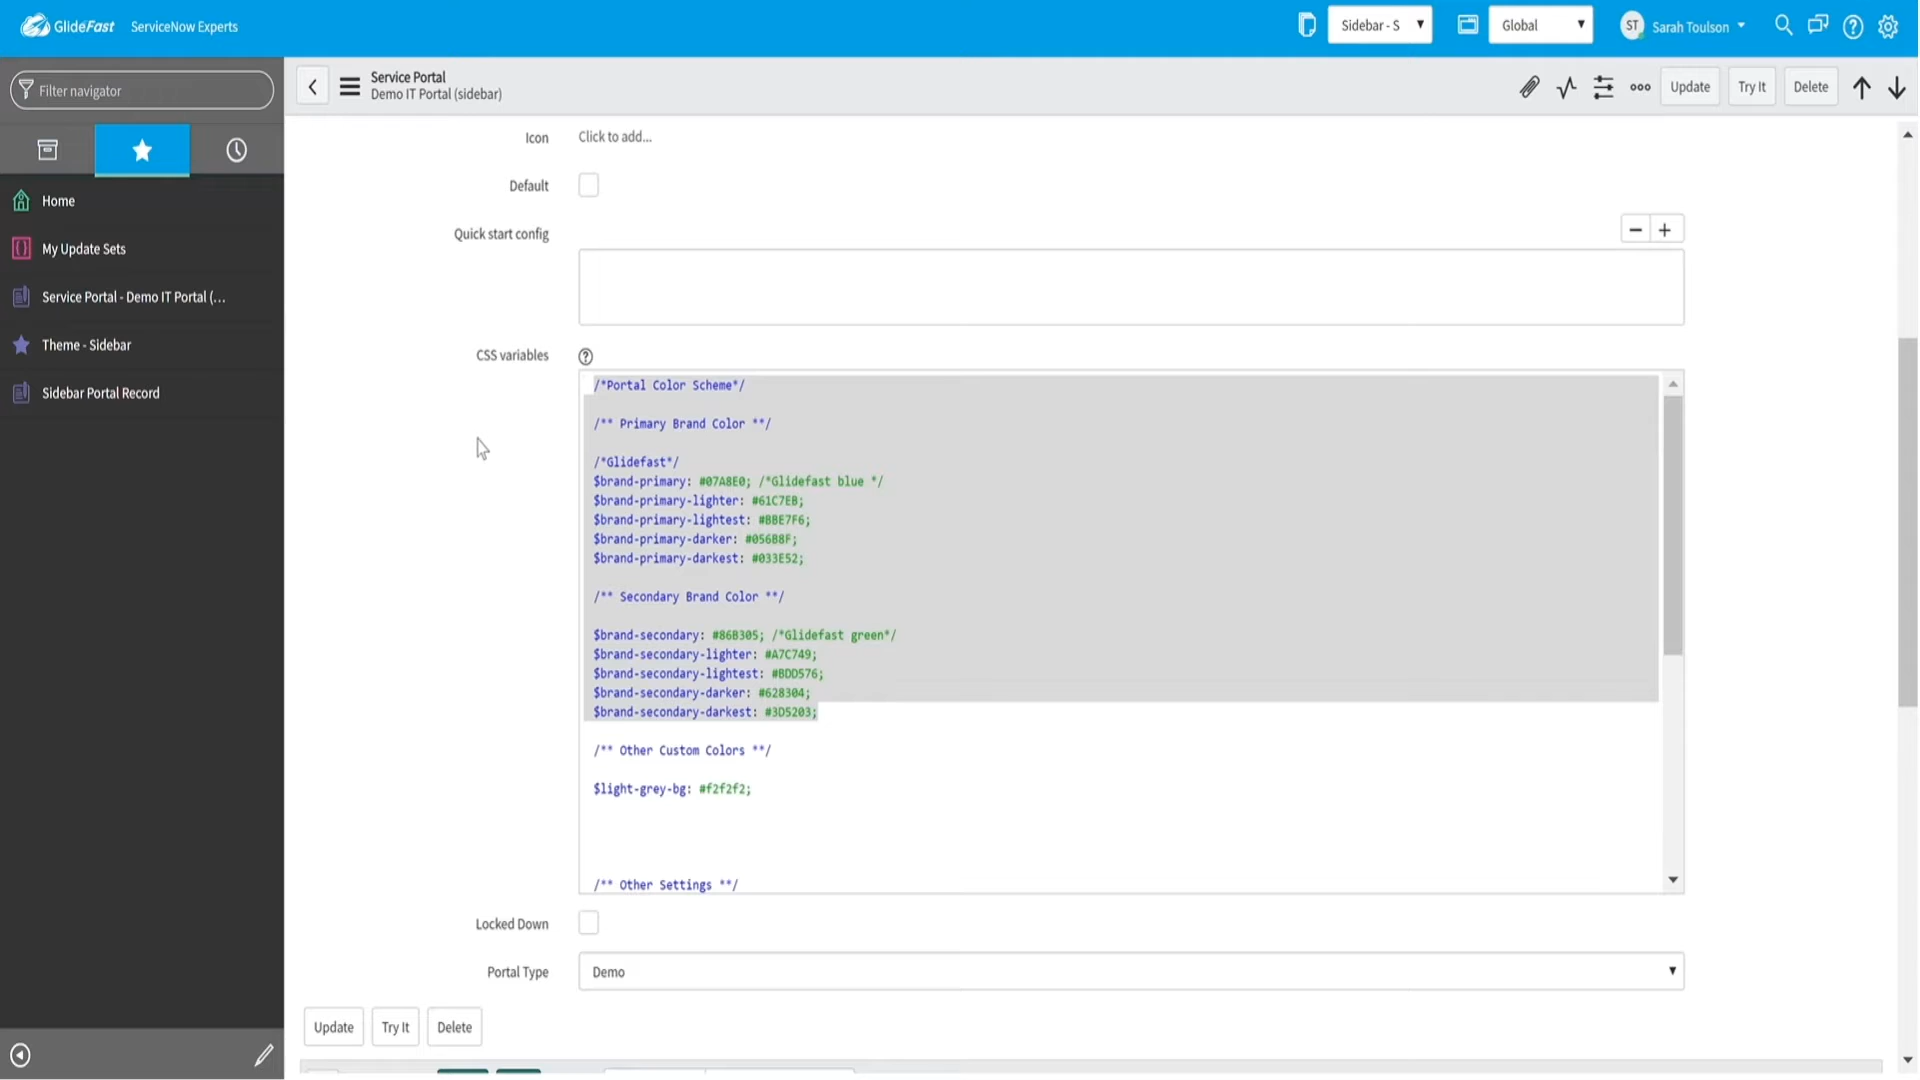 GlideFast ServiceNow Experts
Sidebar - S
Global
ST Sarah Toulson
Filter navigator
Service Portal
Demo IT Portal (sidebar)
Update Try It Delete
Home
My Update Sets
Service Portal - Demo IT Portal (...
Theme - Sidebar
Sidebar Portal Record
Icon Click to add...
Default
Quick start config
CSS variables
/*Portal Color Scheme*/
/** Primary Brand Color **/
/*Glidefast*/
$brand-primary: #07A8E0; /*Glidefast blue */
$brand-primary-lighter: #61C7EB;
$brand-primary-lightest: #BBE7F6;
$brand-primary-darker: #056B8F;
$brand-primary-darkest: #033E52;
/** Secondary Brand Color **/
$brand-secondary: #86B305; /*Glidefast green*/
$brand-secondary-lighter: #A7C749;
$brand-secondary-lightest: #BDD576;
$brand-secondary-darker: #628304;
$brand-secondary-darkest: #3D5203;
/** Other Custom Colors **/
$light-grey-bg: #f2f2f2;
/** Other Settings **/
Locked Down
Portal Type Demo
Update Try It Delete